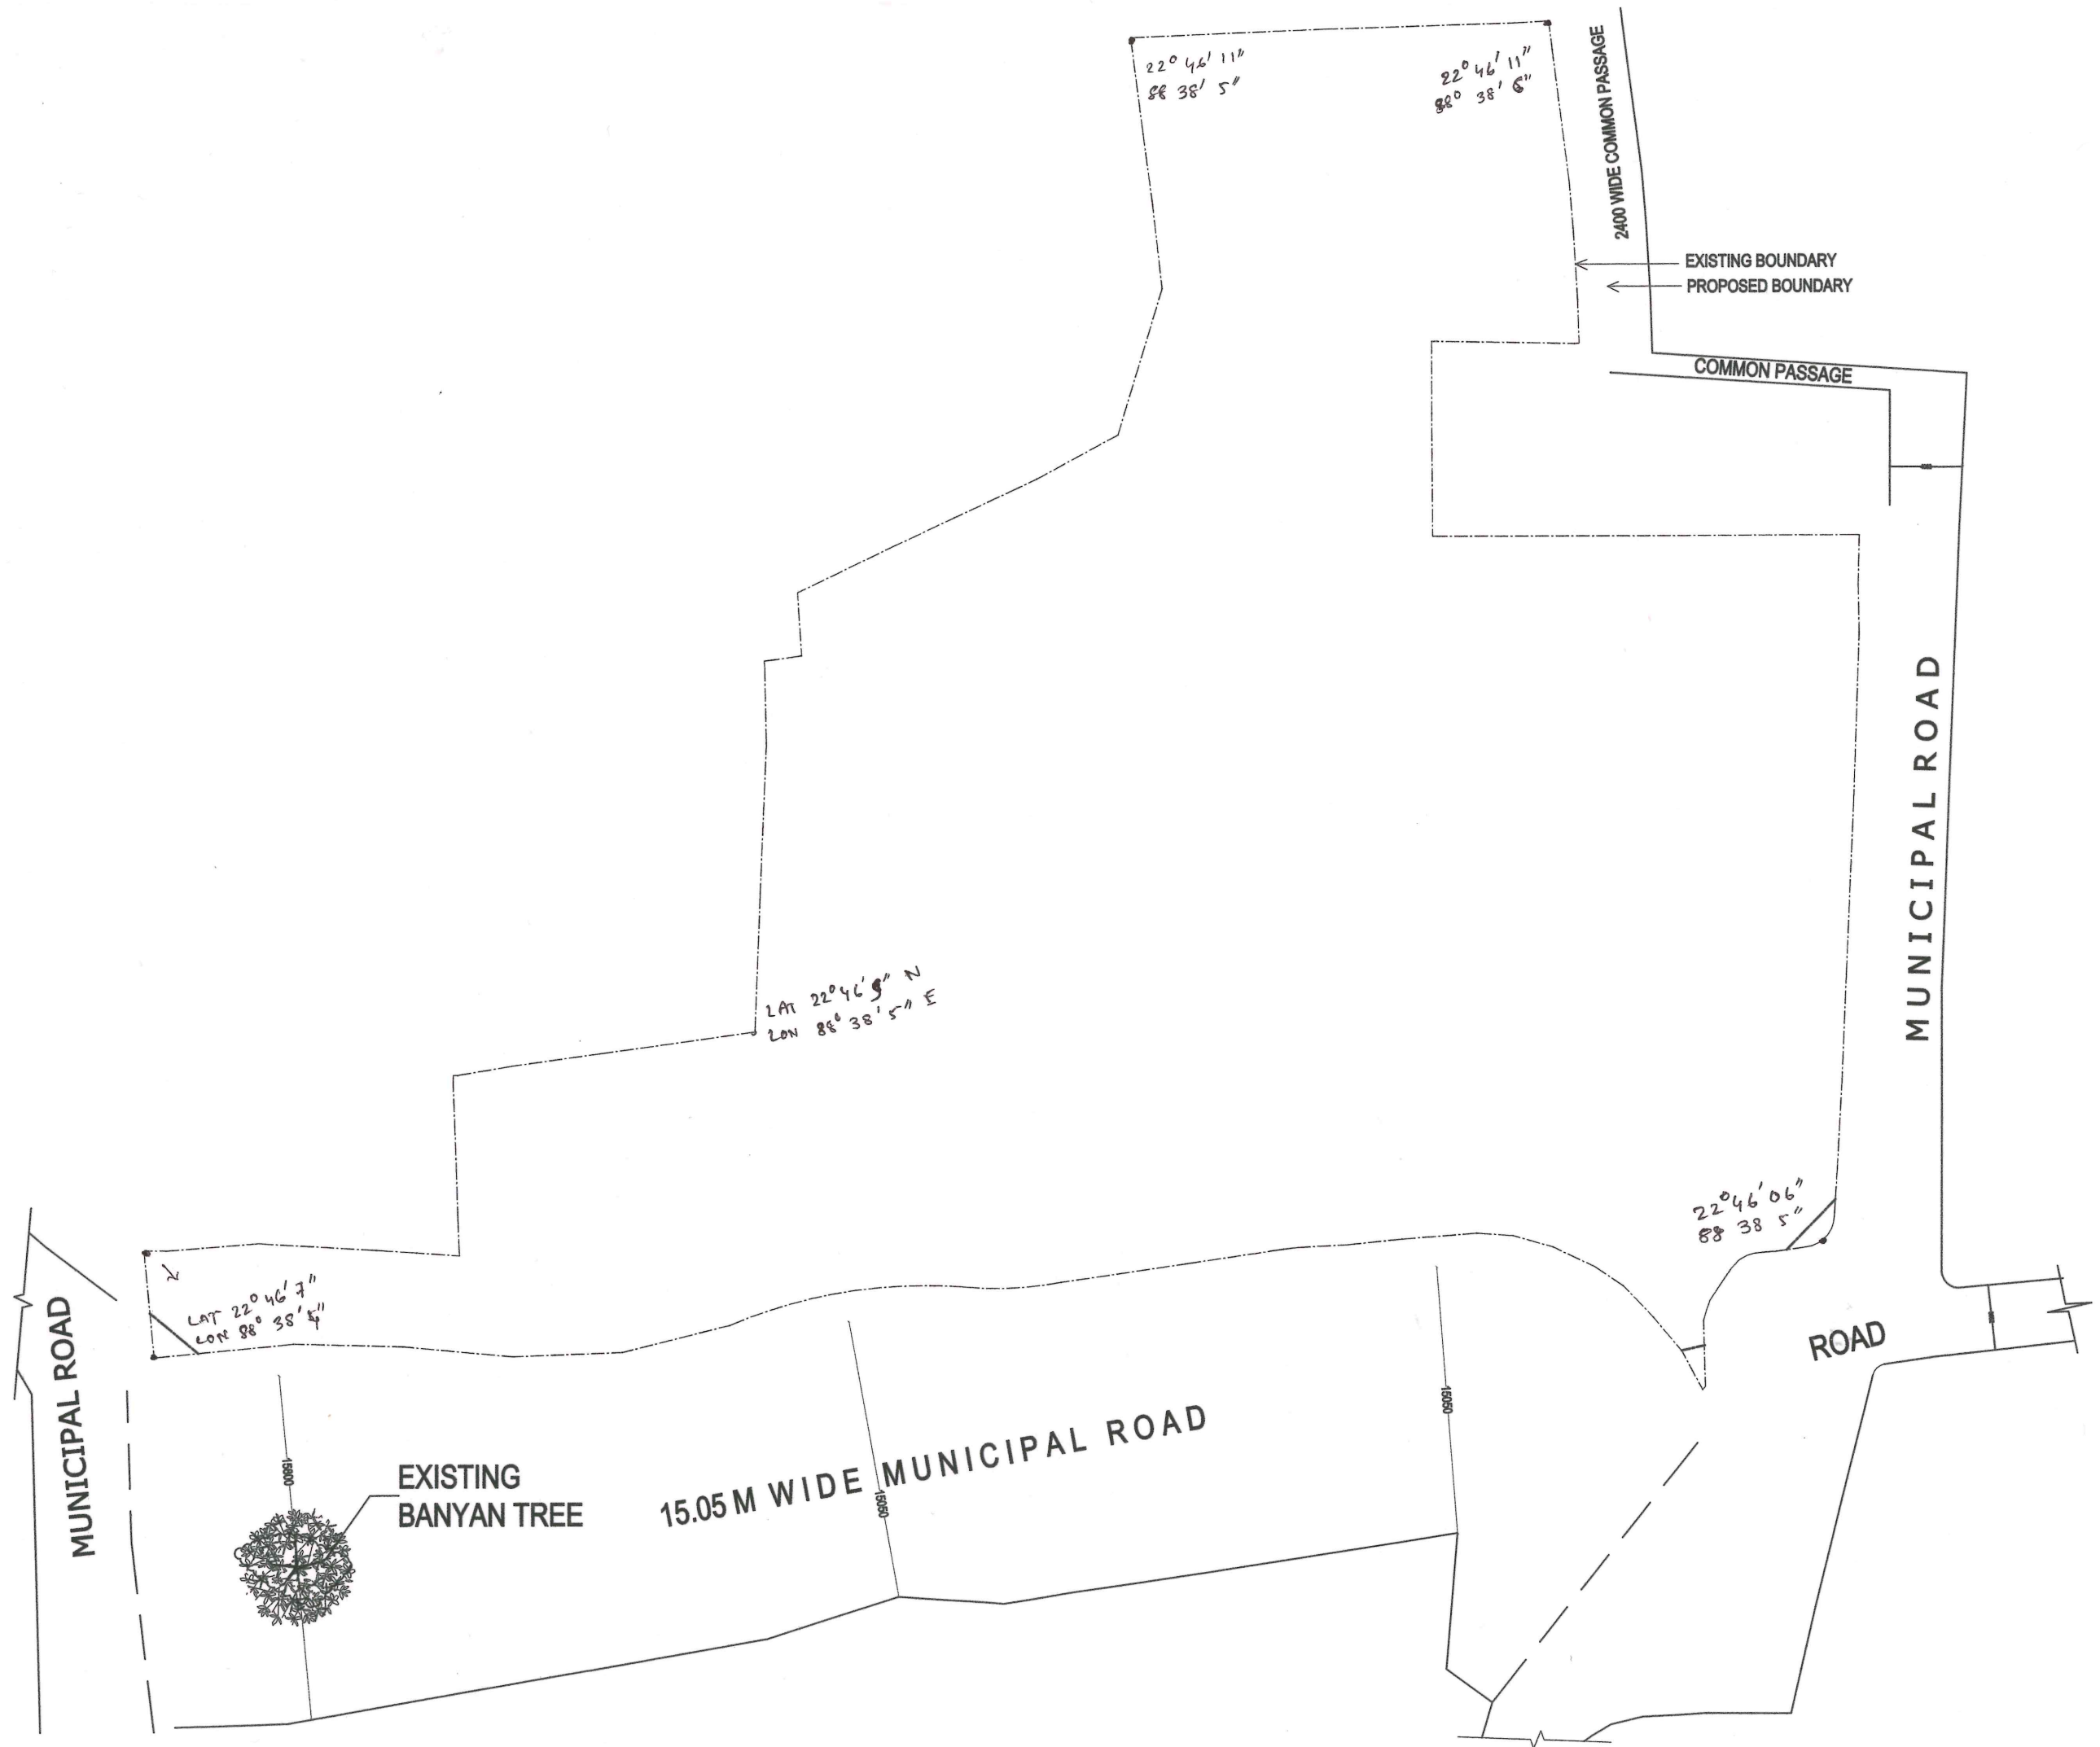 22° 46' 11"
88 38' 5"
22° 46' 11"
88° 38' 6"
2400 WIDE COMMON PASSAGE
EXISTING BOUNDARY
PROPOSED BOUNDARY
COMMON PASSAGE
MUNICIPAL ROAD
LAT 22° 46' 9" N
LON 88° 38' 5" E
22° 46' 06"
88 38 5"
LAT 22° 46' 7"
LON 88° 38' 4"
MUNICIPAL ROAD
ROAD
EXISTING
BANYAN TREE
15.05 M WIDE MUNICIPAL ROAD
15800
15050
15050